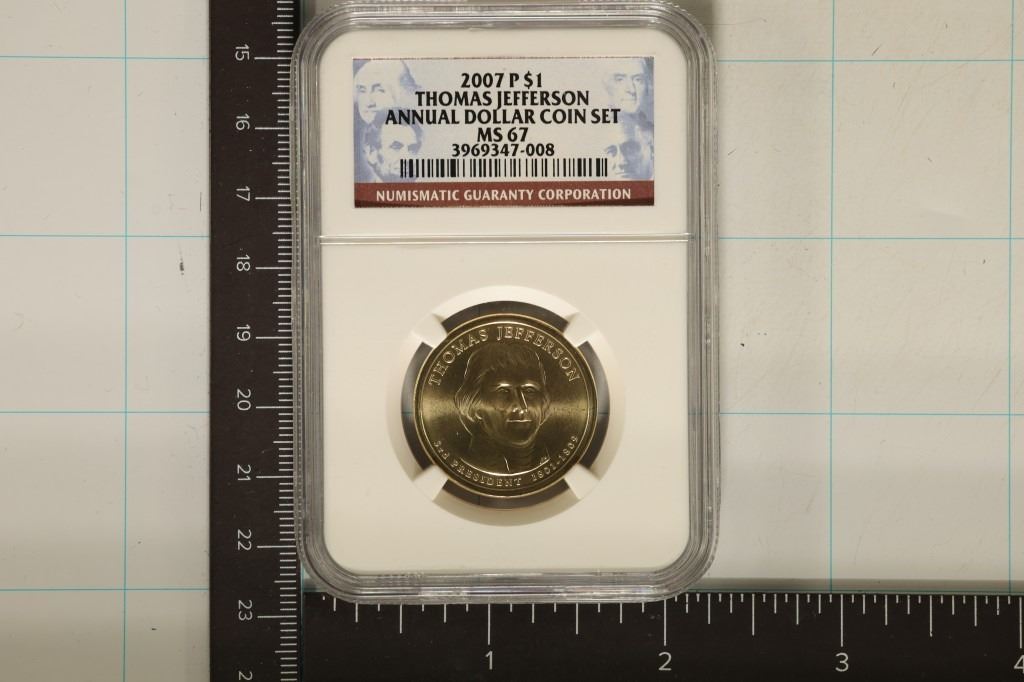 2007 P $1
THOMAS JEFFERSON
ANNUAL DOLLAR COIN SET
MS 67
3969347-008
NUMISMATIC GUARANTY CORPORATION
THOMAS JEFFERSON
3rd PRESIDENT 1801-1809
15
16
17
18
19
20
21
22
23
1
2
3
4